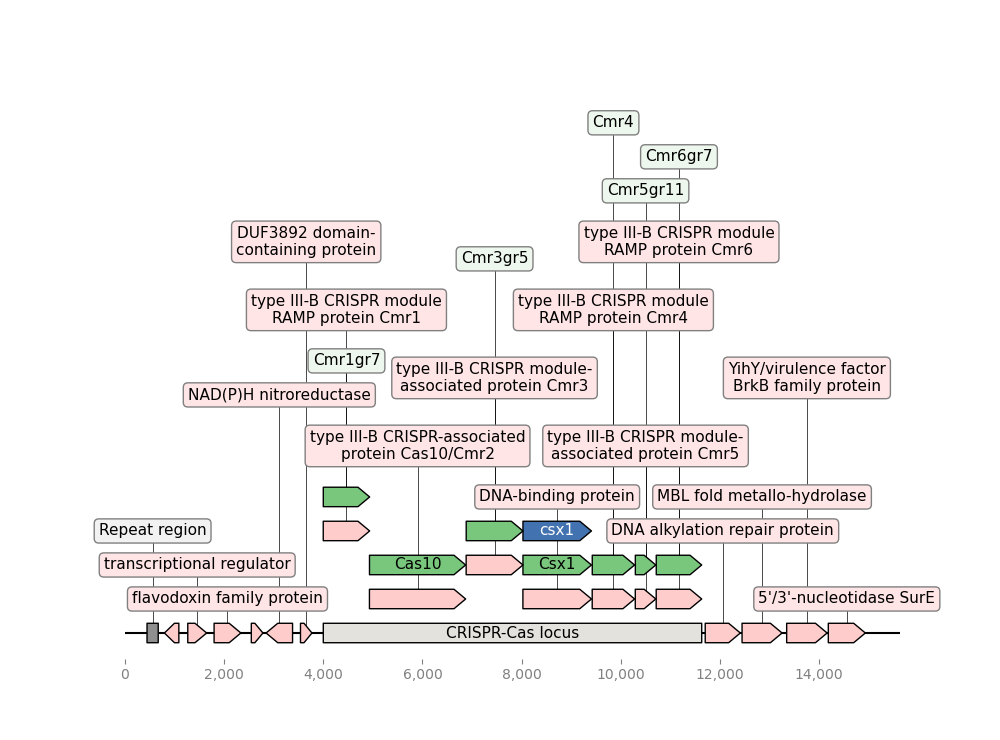 Cmr4
Cmr6gr7
Cmr5gr11
DUF3892 domain-
containing protein
type III-B CRISPR module
RAMP protein Cmr6
Cmr3gr5
type III-B CRISPR module
RAMP protein Cmr1
type III-B CRISPR module
RAMP protein Cmr4
Cmr1gr7
type III-B CRISPR module-
associated protein Cmr3
YihY/virulence factor
BrkB family protein
NAD(P)H nitroreductase
type III-B CRISPR-associated
protein Cas10/Cmr2
type III-B CRISPR module-
associated protein Cmr5
DNA-binding protein
MBL fold metallo-hydrolase
Repeat region
csx1
DNA alkylation repair protein
transcriptional regulator
Cas10
Csx1
flavodoxin family protein
5'/3'-nucleotidase SurE
CRISPR-Cas locus
0
2,000
4,000
6,000
8,000
10,000
12,000
14,000